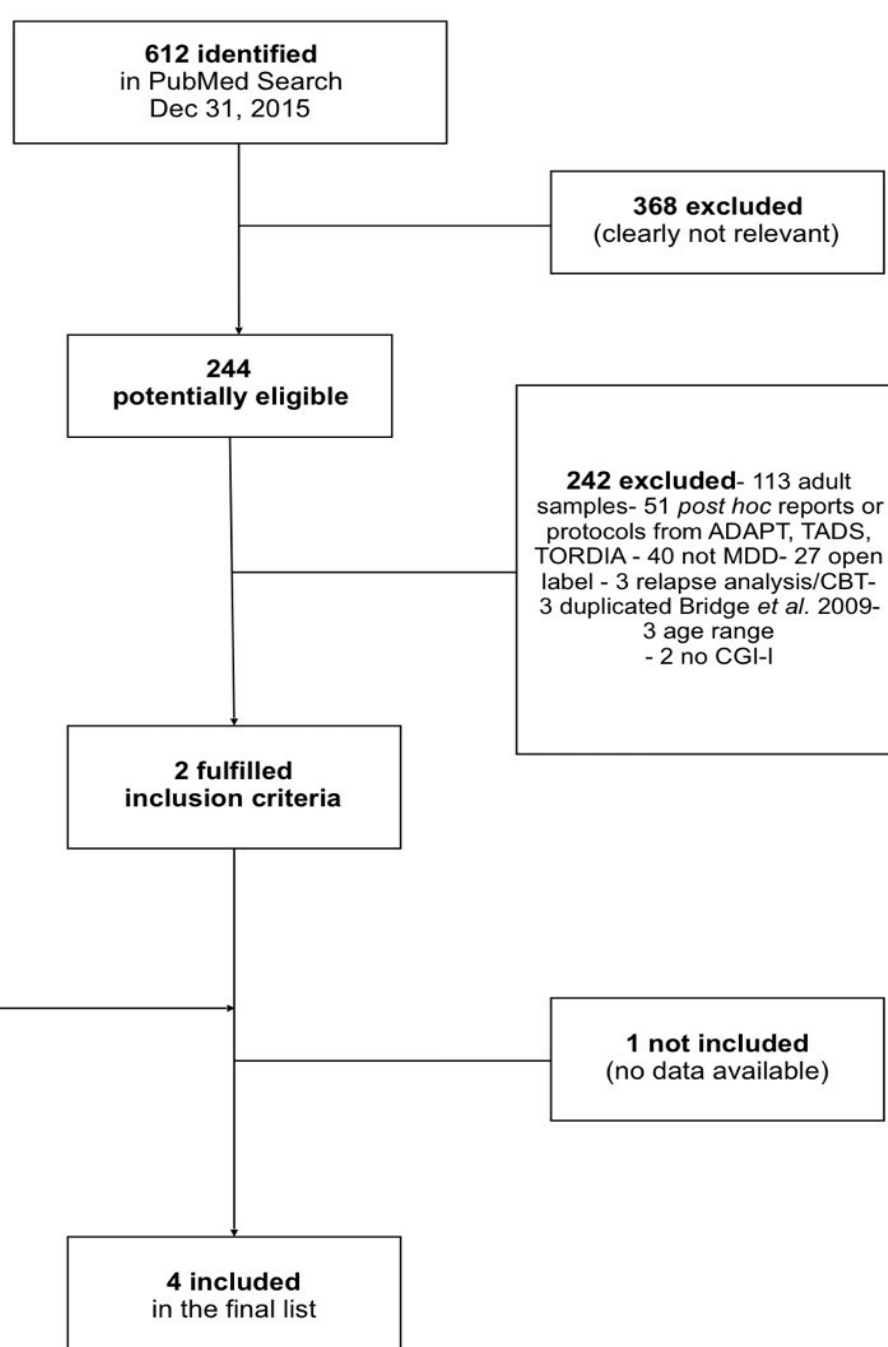 612 identified
in PubMed Search
Dec 31, 2015
368 excluded
(clearly not relevant)
244
potentially eligible
242 excluded- 113 adult
samples- 51 post hoc reports or
protocols from ADAPT, TADS,
TORDIA - 40 not MDD- 27 open
label - 3 relapse analysis/CBT-
3 duplicated Bridge et al. 2009-
3 age range
- 2 no CGI-I
2 fulfilled
inclusion criteria
1 not included
(no data available)
4 included
in the final list